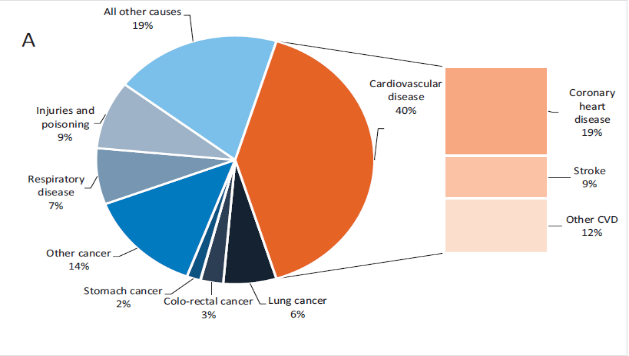 All other causes
19%
A
Cardiovascular
disease
40%
Coronary
heart
disease
19%
Injuries and
poisoning
9%
Stroke
9%
Respiratory
disease
7%
Other CVD
12%
Other cancer
14%
Stomach cancer
2%
Colo-rectal cancer
3%
Lung cancer
6%